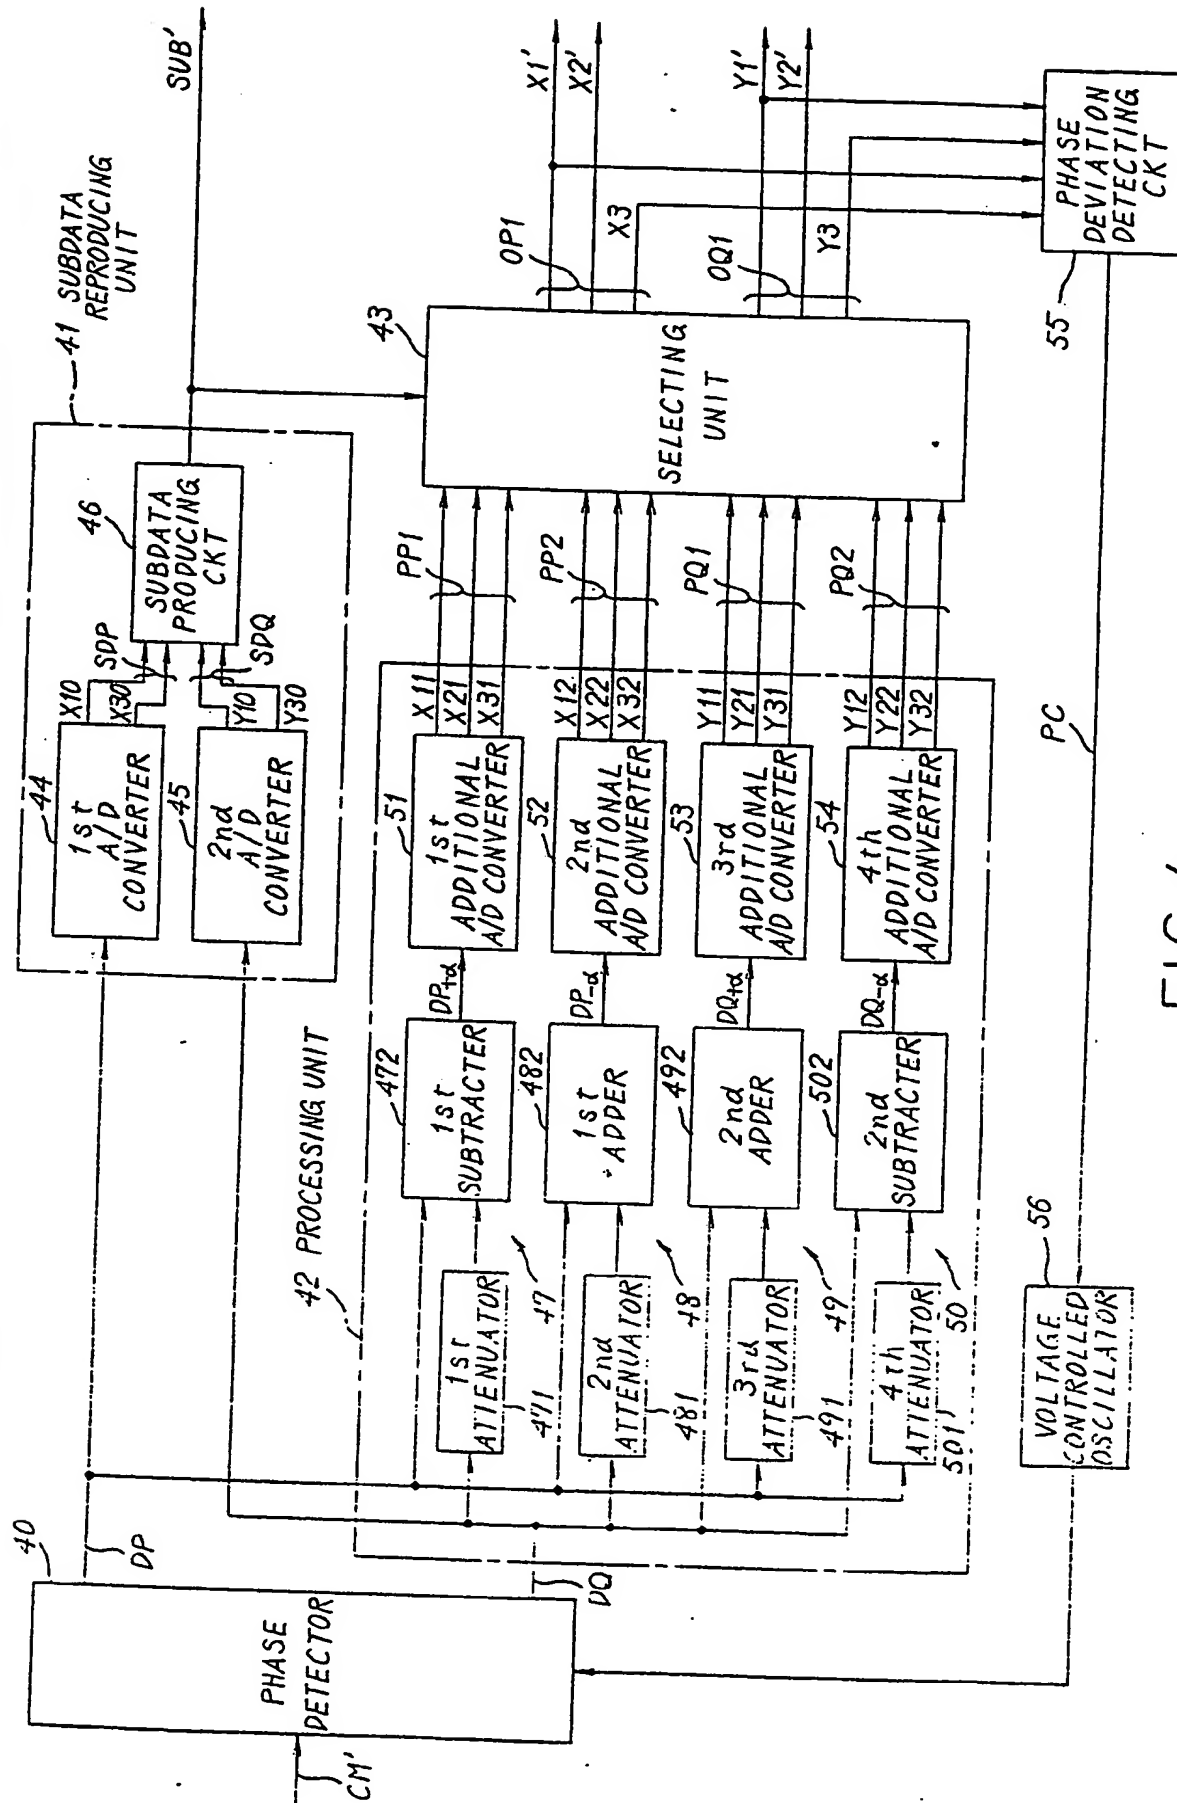 SUB'
X1'
X2'
Y1'
Y2'
41 SUBDATA
REPRODUCING
UNIT
OP1
X3
OQ1
Y3
PHASE
DEVIATION
DETECTING
CKT
55
43
SELECTING
UNIT
46
SUBDATA
PRODUCING
CKT
SDP
SDQ
X10
X30
Y10
Y30
44
1st
A/D
CONVERTER
45
2nd
A/D
CONVERTER
PP1
PP2
PQ1
PQ2
X11
X21
X31
X12
X22
X32
Y11
Y21
Y31
Y12
Y22
Y32
51
1st
ADDITIONAL
A/D CONVERTER
52
2nd
ADDITIONAL
A/D CONVERTER
53
3rd
ADDITIONAL
A/D CONVERTER
54
4th
ADDITIONAL
A/D CONVERTER
PC
DP+α
DP-α
DQ+α
DQ-α
42 PROCESSING UNIT
472
1st
SUBTRACTER
482
1st
ADDER
492
2nd
ADDER
502
2nd
SUBTRACTER
47
48
49
50
1st
ATTENUATOR
471
2nd
ATTENUATOR
481
3rd
ATTENUATOR
491
4th
ATTENUATOR
501
56
VOLTAGE
CONTROLLED
OSCILLATOR
40
DP
DQ
PHASE
DETECTOR
CM'